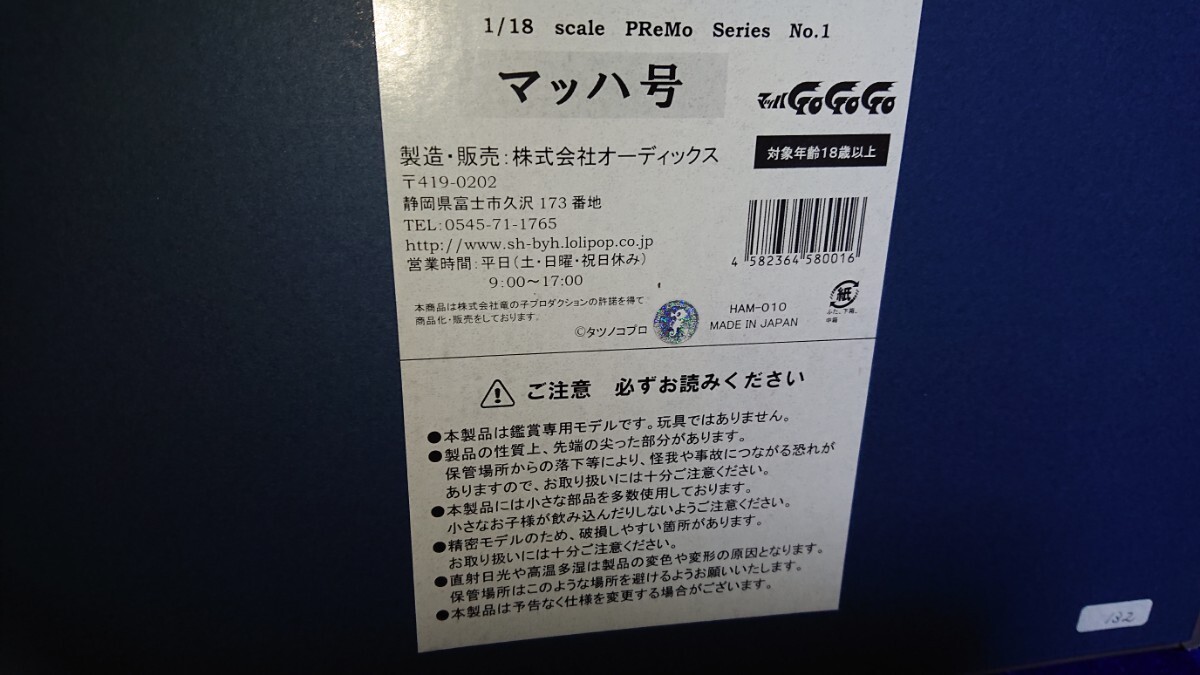 1/18 scale PReMo Series No.1
マッハ号
マッハ GoGoGo
対象年齢18歳以上
製造・販売:株式会社オーディックス
〒419-0202
静岡県富士市久沢 173 番地
TEL:0545-71-1765
http://www.sh-byh.lolipop.co.jp
営業時間:平日(土・日曜・祝日休み)
9:00〜17:00
4 582364 580016
本商品は株式会社竜の子プロダクションの許諾を得て
商品化・販売をしております.
©タツノコプロ
HAM-010
MADE IN JAPAN
紙
ふた、下箱、
中箱
ご注意 必ずお読みください
●本製品は鑑賞専用モデルです。玩具ではありません。
●製品の性質上、先端の尖った部分があります。
保管場所からの落下等により、怪我や事故につながる恐れが
ありますので、お取り扱いには十分ご注意ください。
●本製品には小さな部品を多数使用しております。
小さなお子様が飲み込んだりしないようご注意ください。
●精密モデルのため、破損しやすい箇所があります。
お取り扱いには十分ご注意ください。
●直射日光や高温多湿は製品の変色や変形の原因となります。
保管場所はこのような場所を避けるようお願いいたします。
●本製品は予告なく仕様を変更する場合がございます。
132